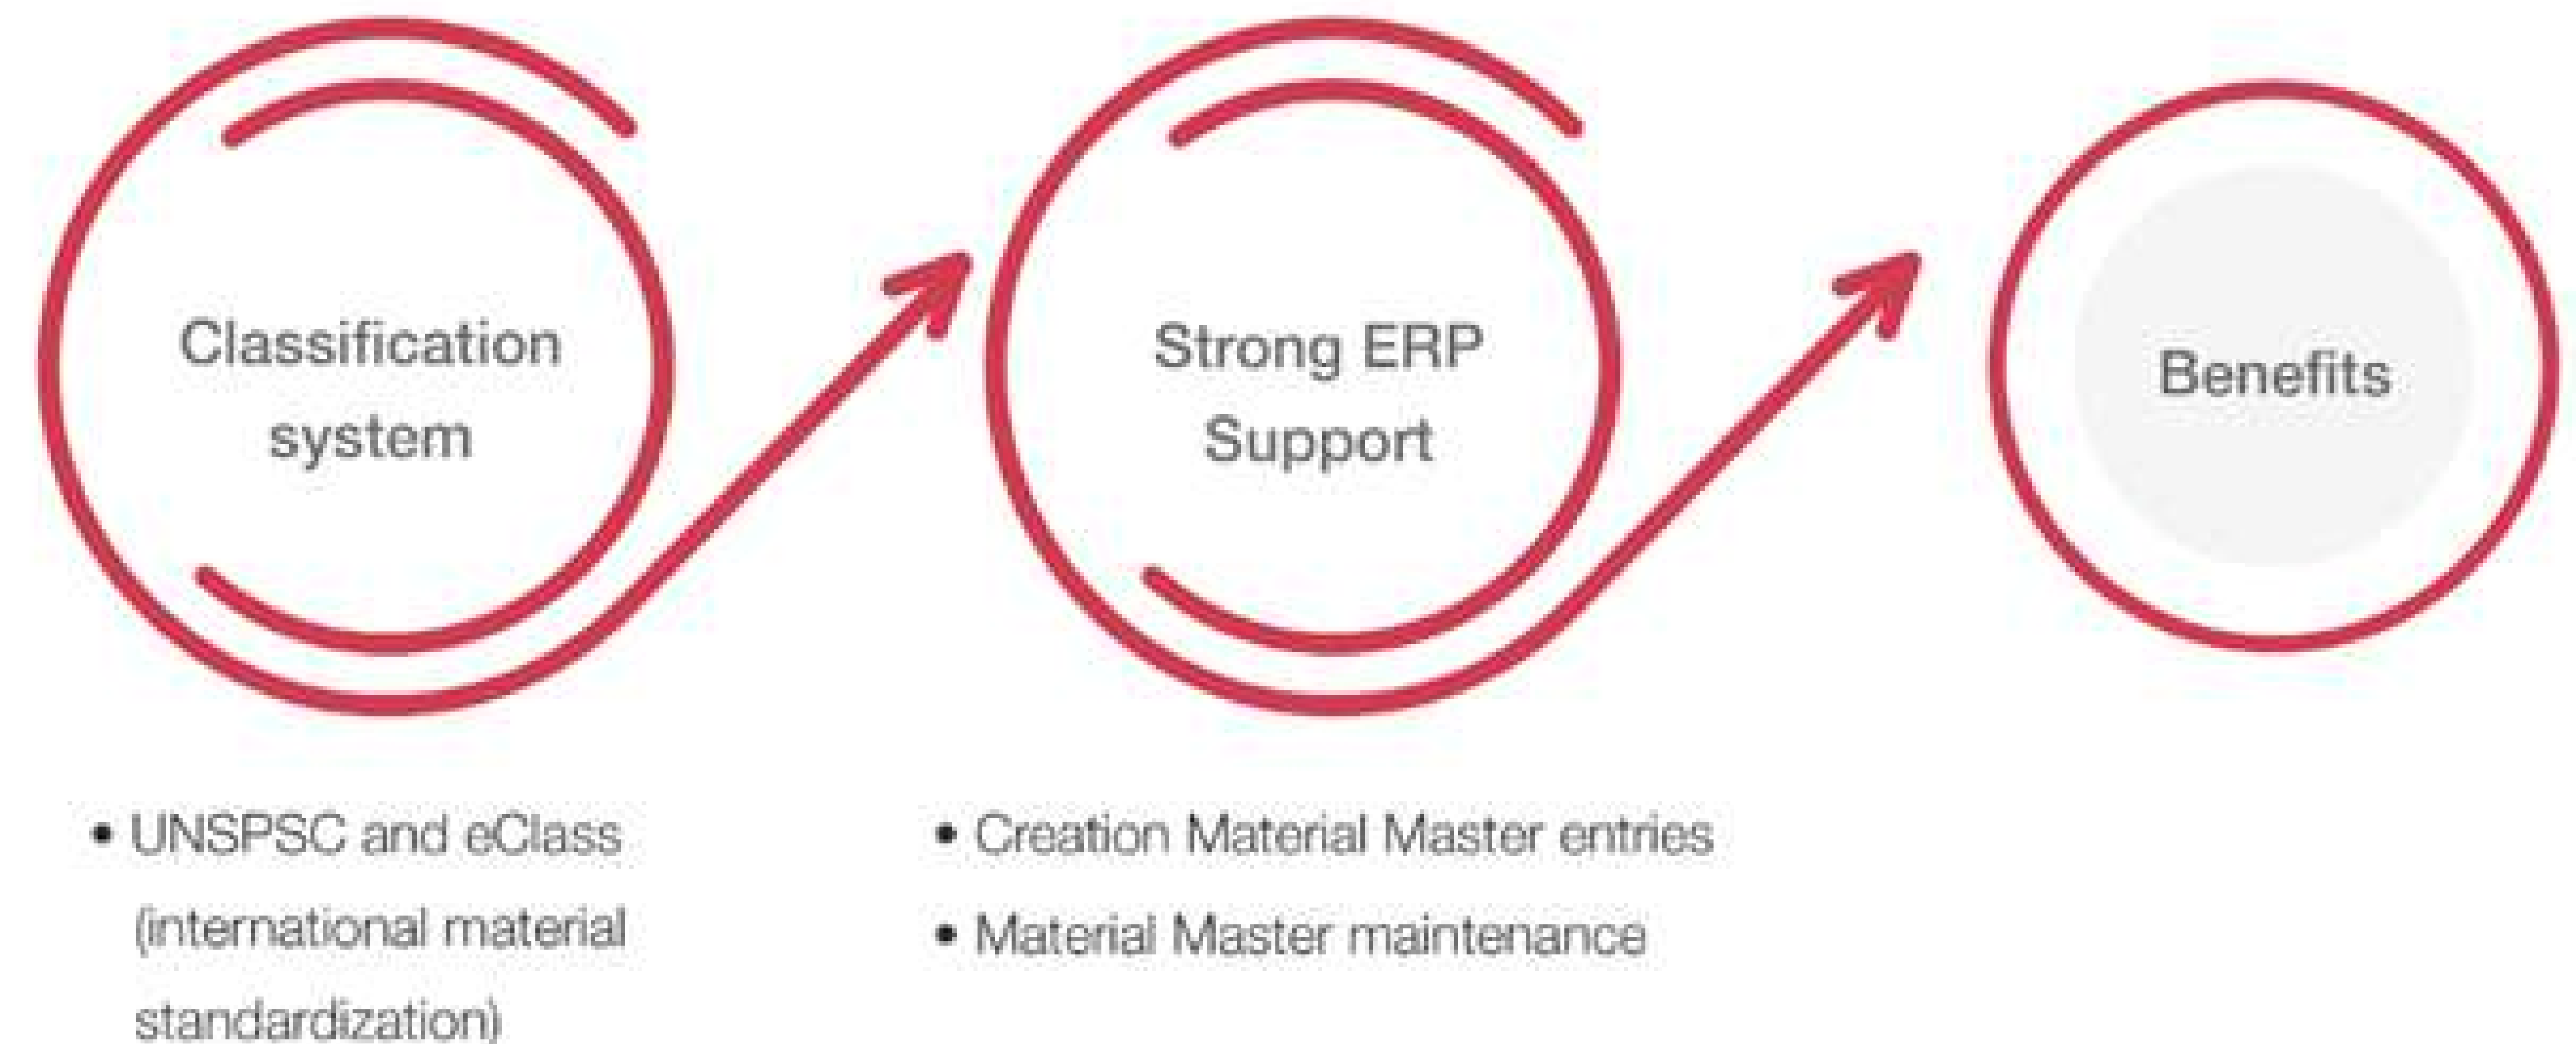 Classification
system
Strong ERP
Support
Benefits
• UNSPSC and eClass
(international material
standardization)
• Creation Material Master entries
• Material Master maintenance